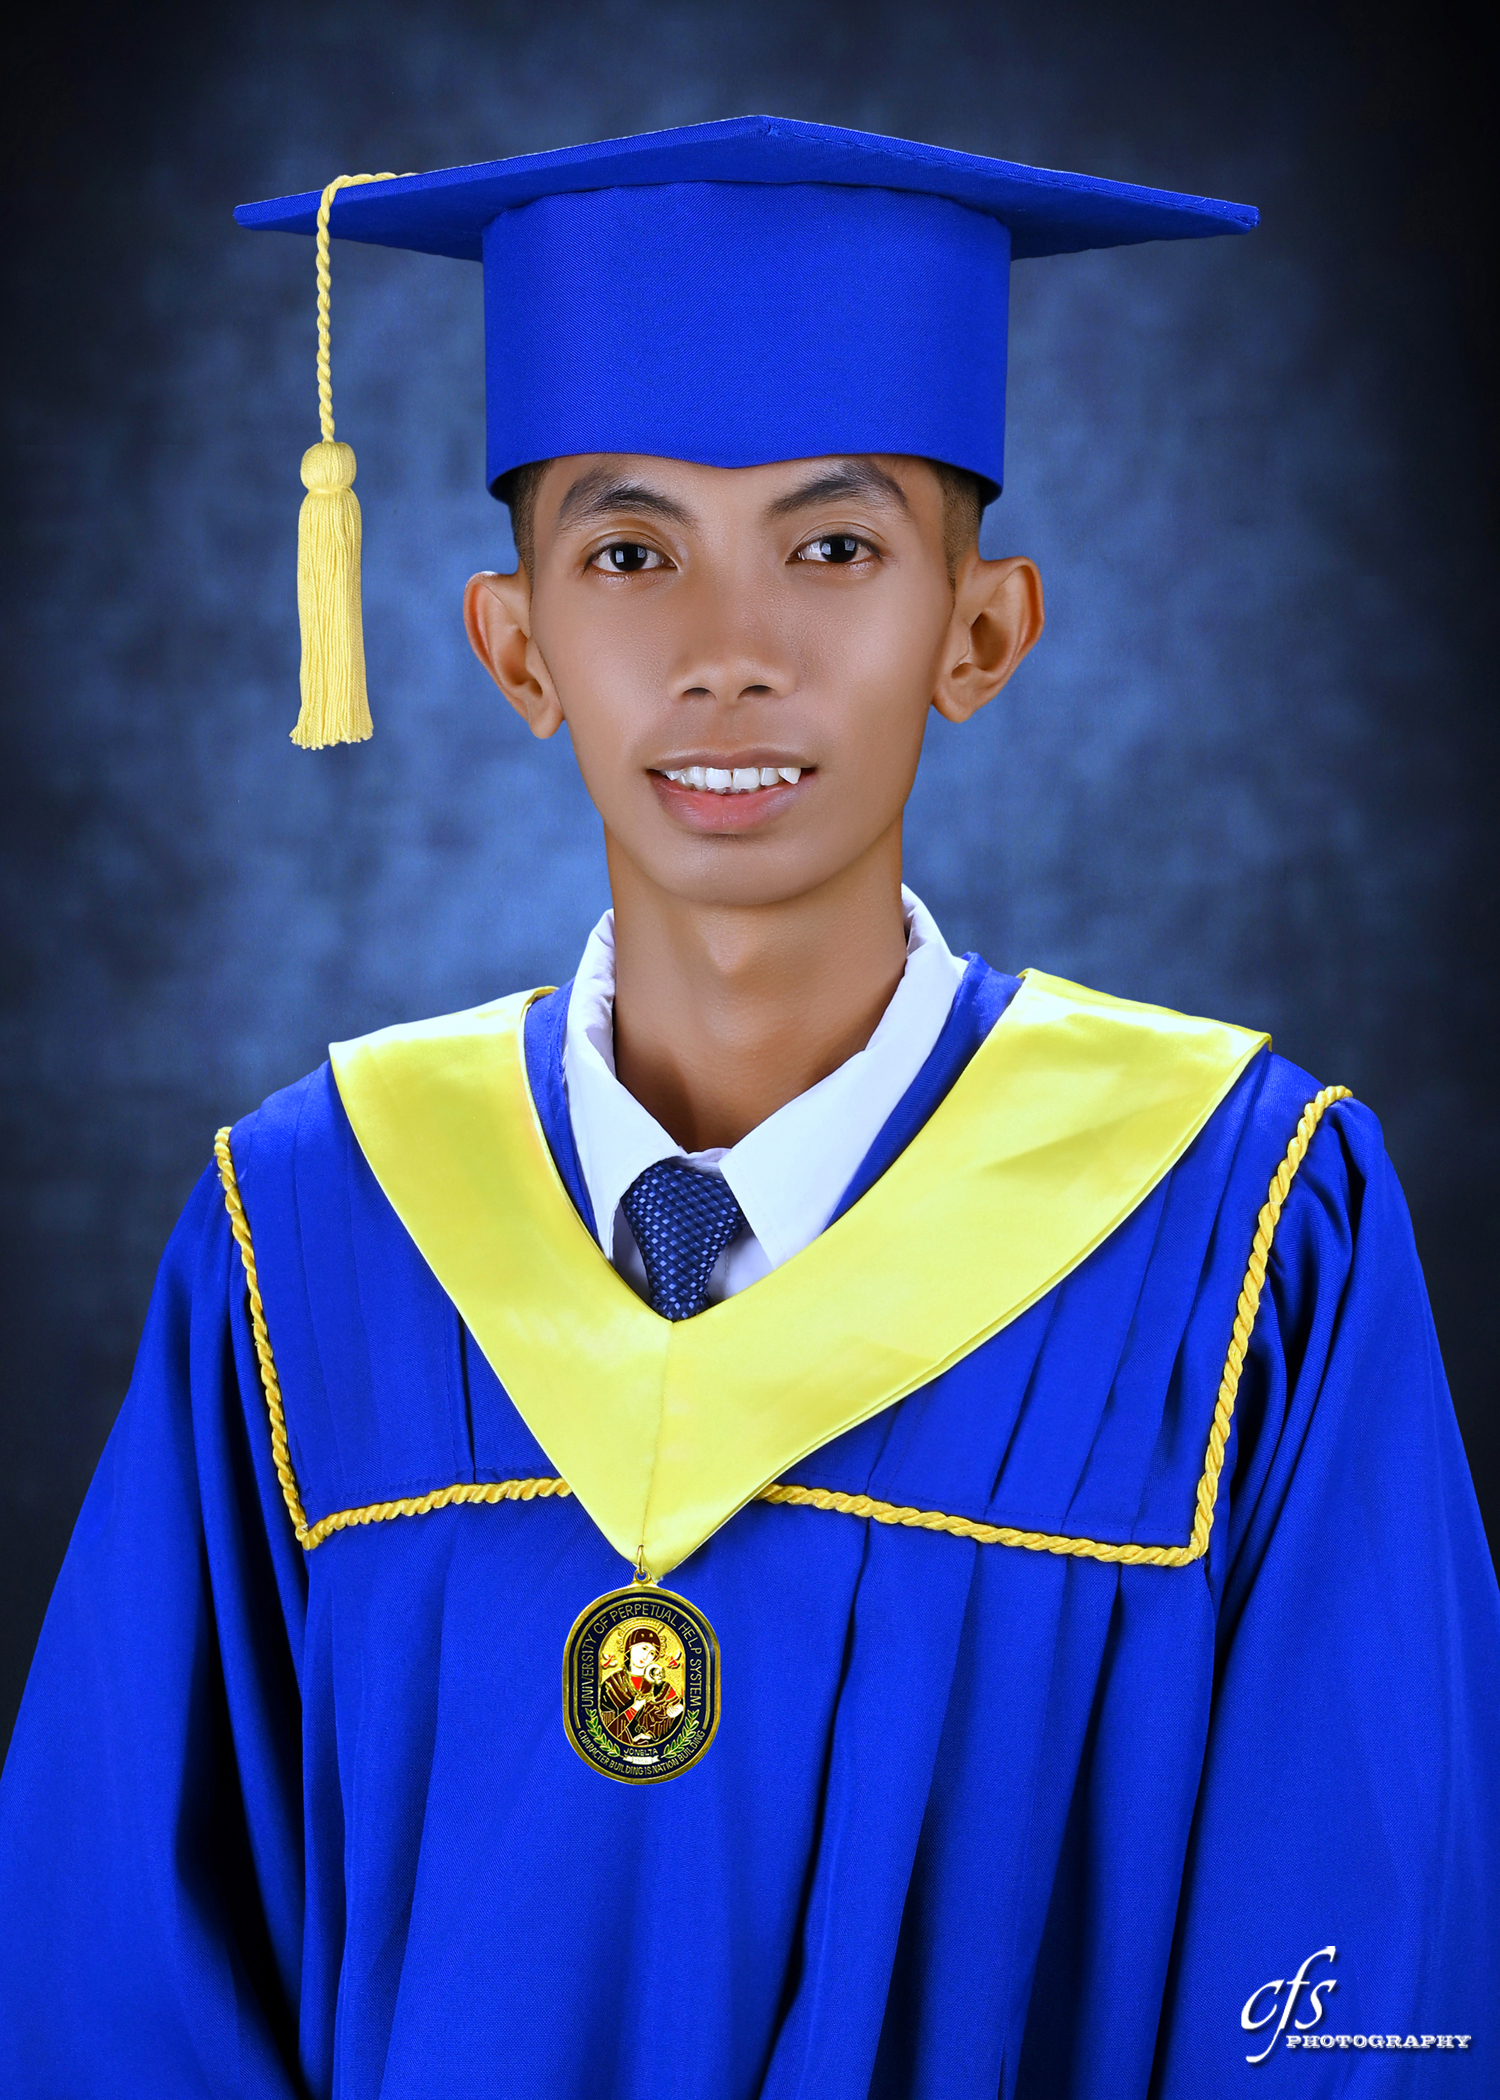 UNIVERSITY OF PERPETUAL HELP SYSTEM
JONELTA
CHARACTER BUILDING IS NATION BUILDING
cfs
PHOTOGRAPHY